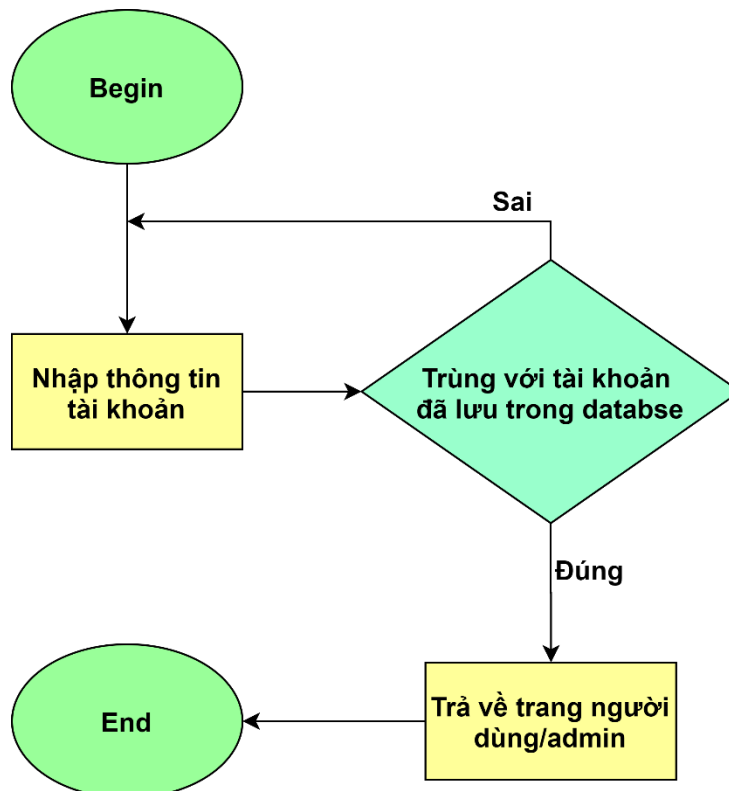 Begin
Sai
Nhập thông tin
tài khoản
Trùng với tài khoản
đã lưu trong databse
Đúng
Trả về trang người
dùng/admin
End